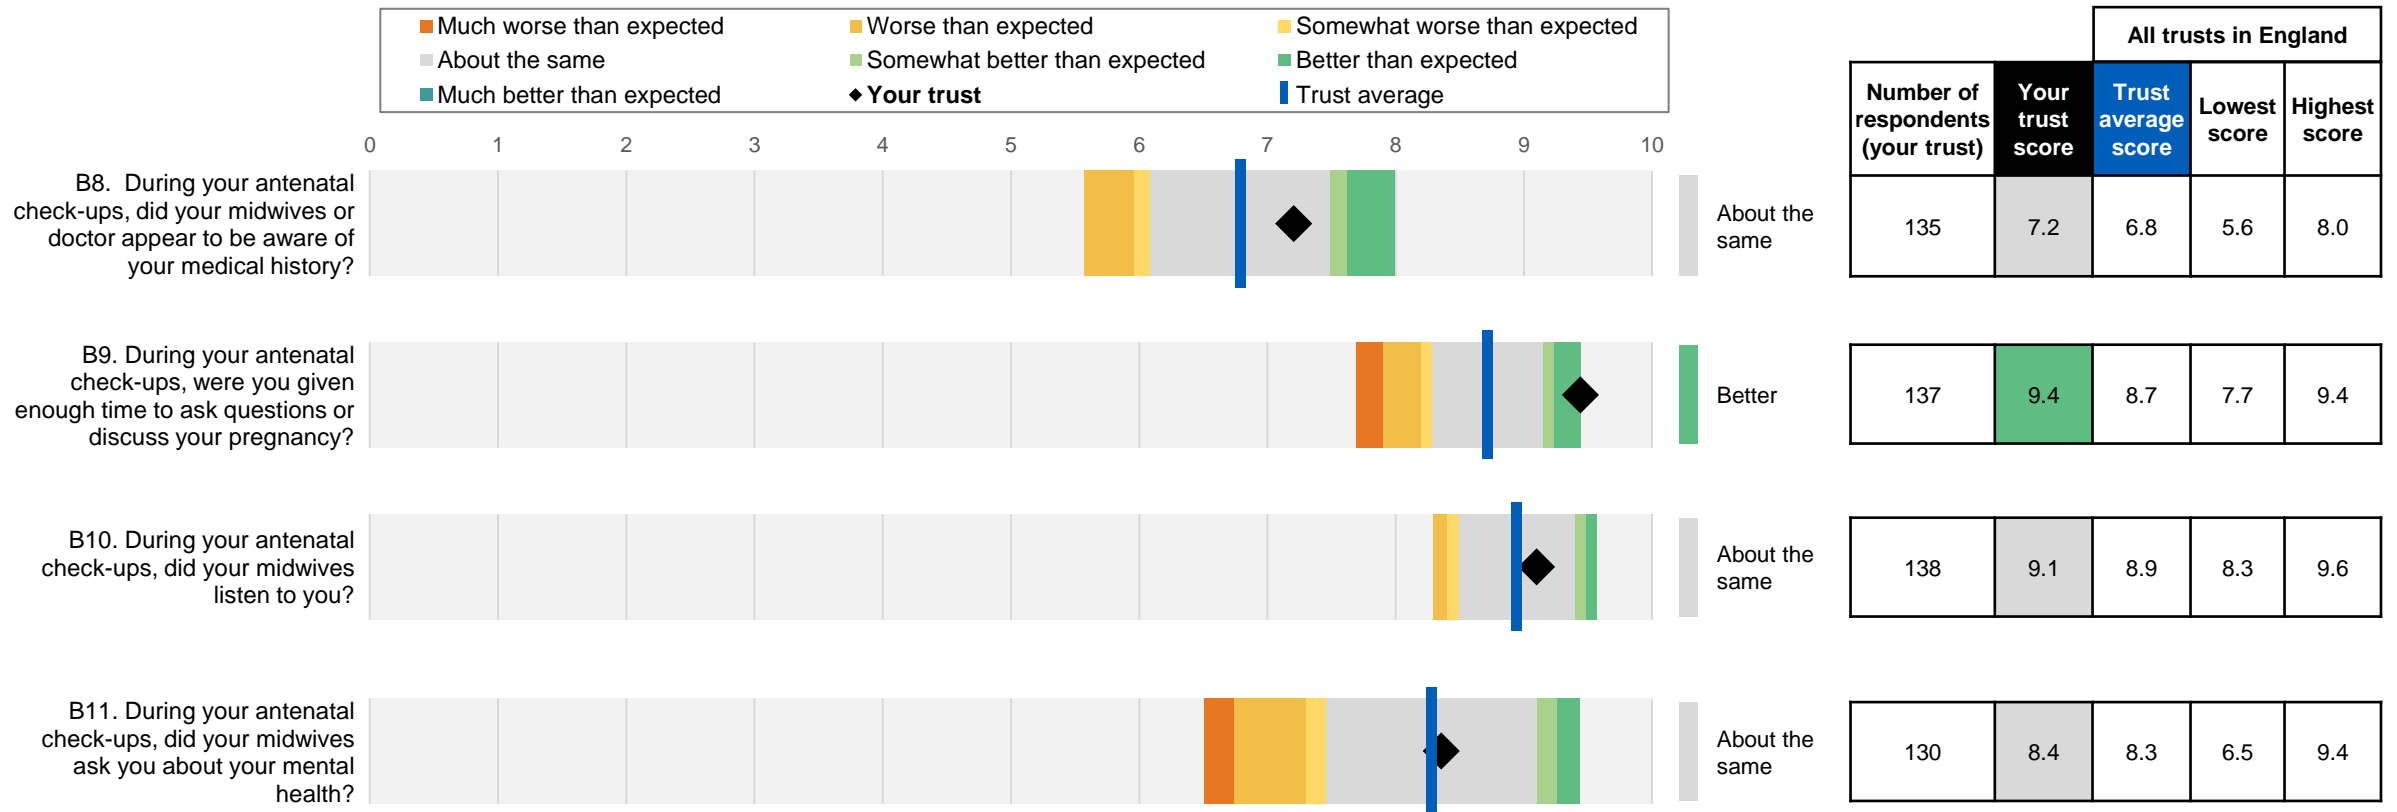 Much worse than expected
Worse than expected
Somewhat worse than expected
About the same
Somewhat better than expected
Better than expected
Much better than expected
Your trust
Trust average
All trusts in England
Number of
respondents
(your trust)
Your
trust
score
Trust
average
score
Lowest
score
Highest
score
0 1 2 3 4 5 6 7 8 9 10
B8. During your antenatal
check-ups, did your midwives or
doctor appear to be aware of
your medical history?
About the
same
135 7.2 6.8 5.6 8.0
B9. During your antenatal
check-ups, were you given
enough time to ask questions or
discuss your pregnancy?
Better
137 9.4 8.7 7.7 9.4
B10. During your antenatal
check-ups, did your midwives
listen to you?
About the
same
138 9.1 8.9 8.3 9.6
B11. During your antenatal
check-ups, did your midwives
ask you about your mental
health?
About the
same
130 8.4 8.3 6.5 9.4